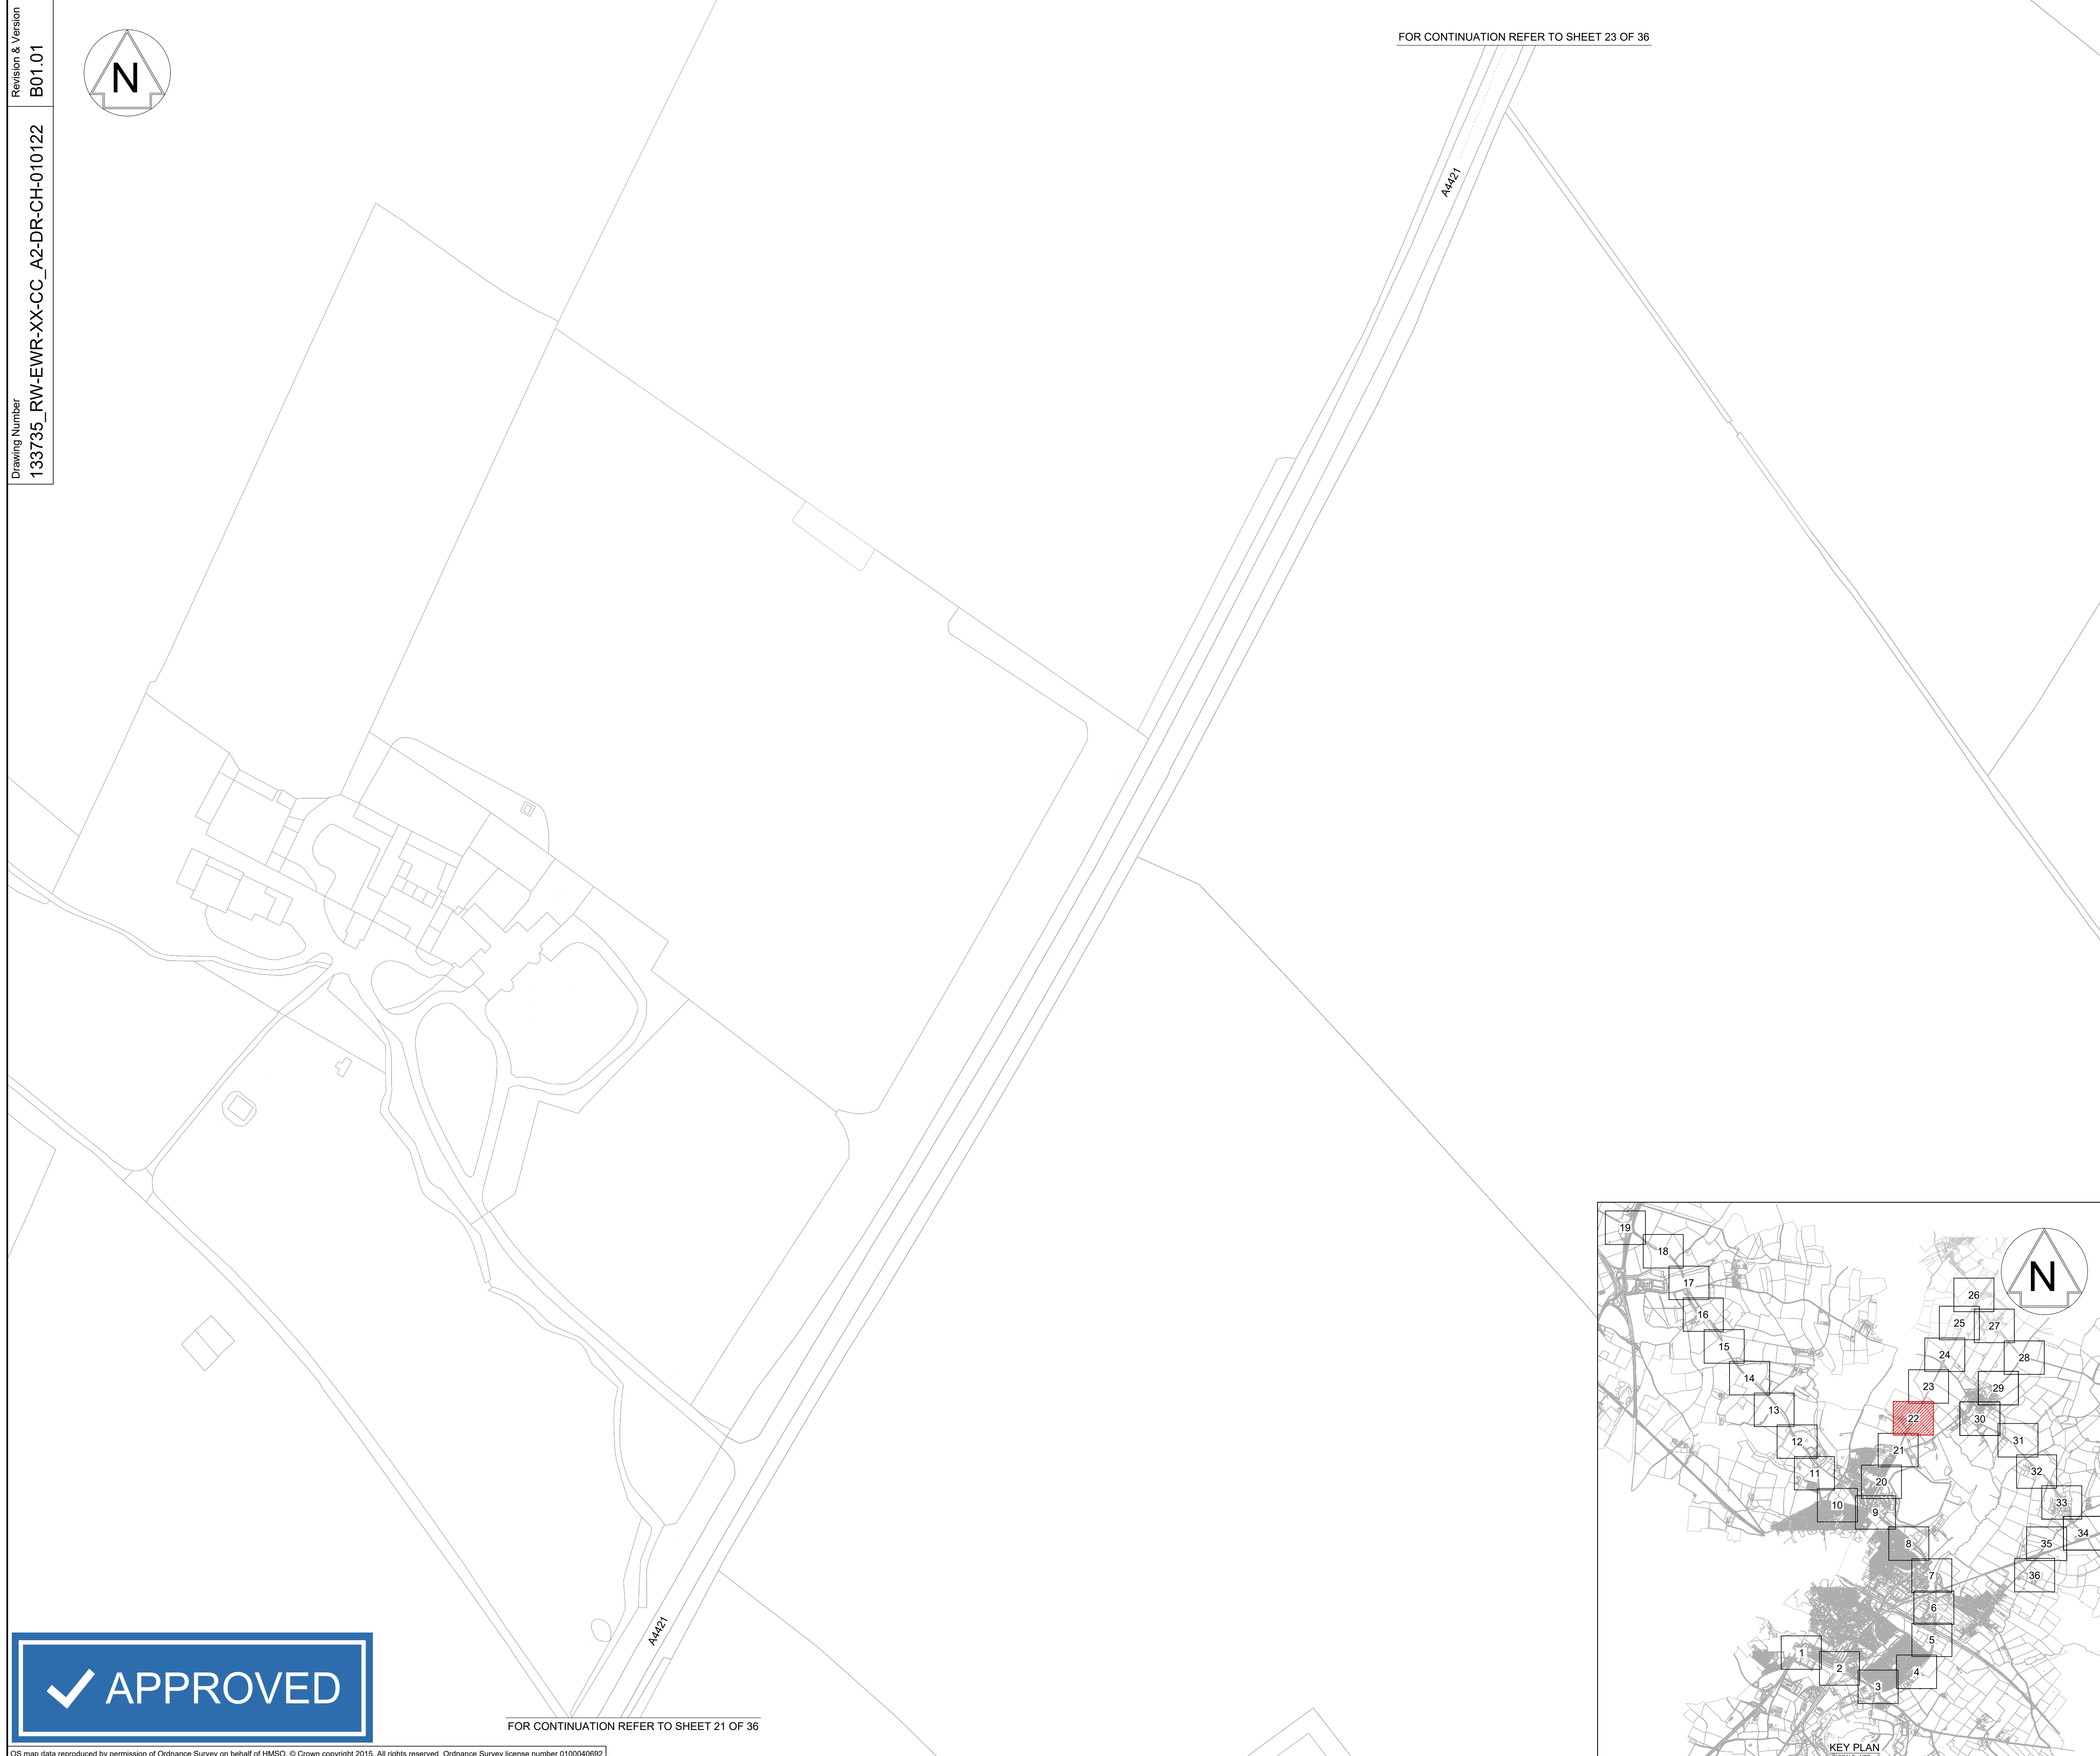 Revision & Version
B01.01
Drawing Number
133735_RW-EWR-XX-CC_A2-DR-CH-010122
N
FOR CONTINUATION REFER TO SHEET 23 OF 36
A4421
A4421
FOR CONTINUATION REFER TO SHEET 21 OF 36
APPROVED
OS map data reproduced by permission of Ordnance Survey on behalf of HMSO. © Crown copyright 2015. All rights reserved. Ordnance Survey license number 0100040692
N
19
18
17
16
15
14
13
12
11
10
9
20
21
22
23
24
25
26
27
28
29
30
31
32
33
34
35
36
8
7
6
5
4
3
2
1
KEY PLAN